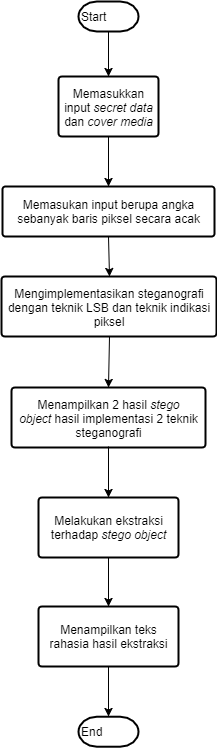 Start
Memasukkan
input secret data
dan cover media
Memasukan input berupa angka
sebanyak baris piksel secara acak
Mengimplementasikan steganografi
dengan teknik LSB dan teknik indikasi
piksel
Menampilkan 2 hasil stego
object hasil implementasi 2 teknik
steganografi
Melakukan ekstraksi
terhadap stego object
Menampilkan teks
rahasia hasil ekstraksi
End